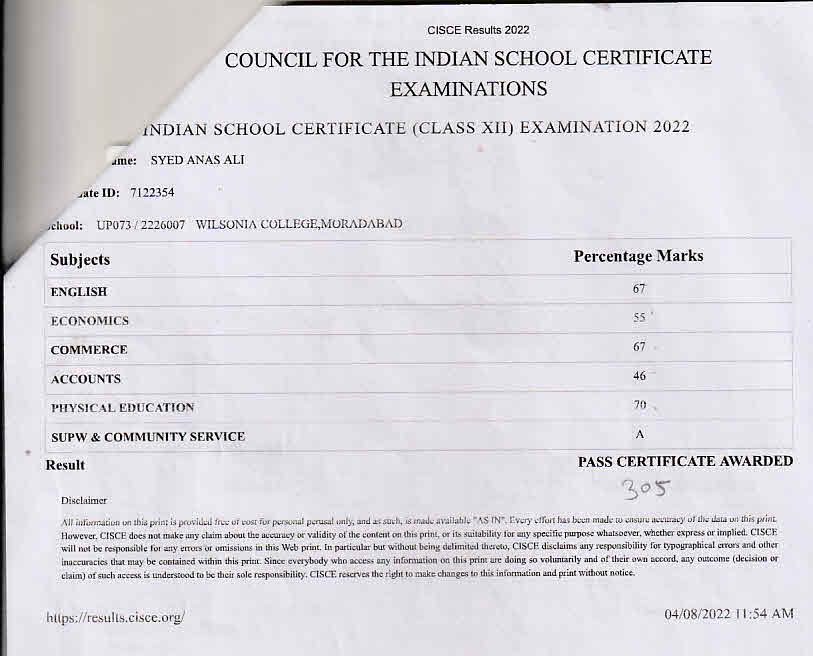 CISCE Results 2022
COUNCIL FOR THE INDIAN SCHOOL CERTIFICATE
EXAMINATIONS
INDIAN SCHOOL CERTIFICATE (CLASS XII) EXAMINATION 2022
ame: SYED ANAS ALI
ate ID: 7122354
chool: UP073 / 2226007 WILSONIA COLLEGE,MORADABAD
Subjects Percentage Marks
ENGLISH 67
ECONOMICS 55
COMMERCE 67
ACCOUNTS 46
PHYSICAL EDUCATION 70
SUPW & COMMUNITY SERVICE A
Result PASS CERTIFICATE AWARDED
305
Disclaimer
All information on this print is provided free of cost for personal perusal only, and as such, is made available "AS IN". Every effort has been made to ensure accuracy of the data on this print.
However, CISCE does not make any claim about the accuracy or validity of the content on this print, or its suitability for any specific purpose whatsoever, whether express or implied. CISCE
will not be responsible for any errors or omissions in this Web print. In particular but without being delimited thereto, CISCE disclaims any responsibility for typographical errors and other
inaccuracies that may be contained within this print. Since everybody who access any information on this print are doing so voluntarily and of their own accord, any outcome (decision or
claim) of such access is understood to be their sole responsibility. CISCE reserves the right to make changes to this information and print without notice.
https://results.cisce.org/ 04/08/2022 11:54 AM